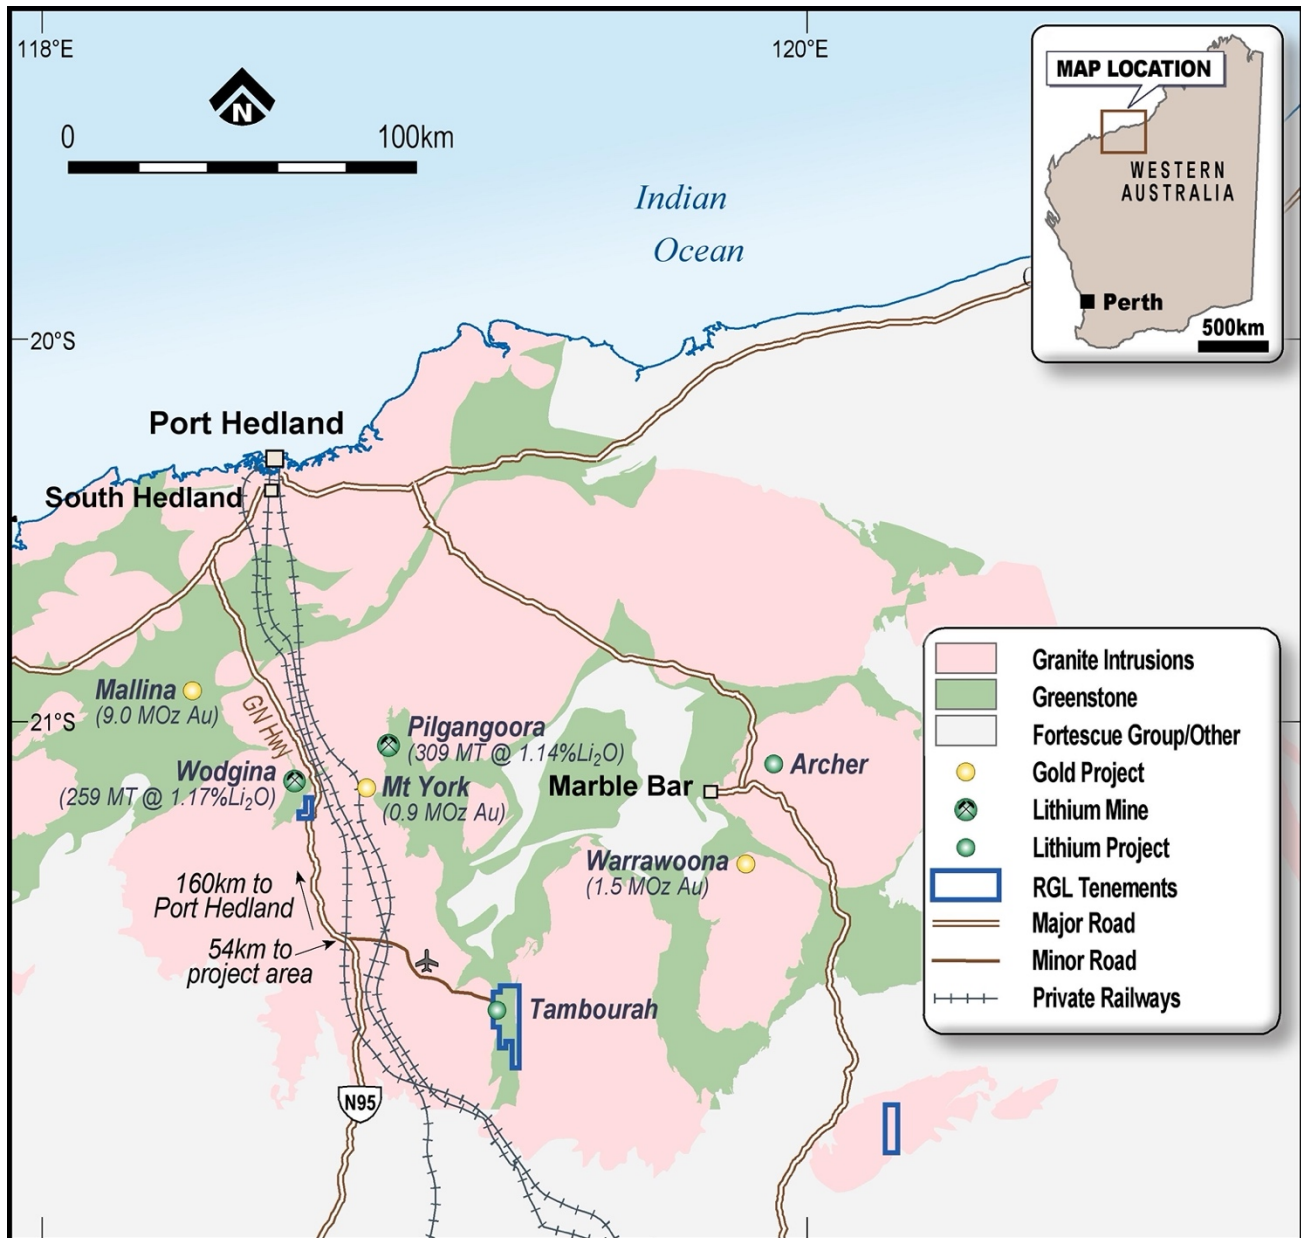 118°E
120°E
MAP LOCATION
N
0
100km
WESTERN
AUSTRALIA
Indian
Ocean
Perth
500km
20°S
Port Hedland
South Hedland
Granite Intrusions
Greenstone
Fortescue Group/Other
Gold Project
Lithium Mine
Lithium Project
RGL Tenements
Major Road
Minor Road
Private Railways
Mallina
(9.0 MOz Au)
21°S
GN HWY
Pilgangoora
(309 MT @ 1.14%Li₂O)
Wodgina
(259 MT @ 1.17%Li₂O)
Mt York
(0.9 MOz Au)
Marble Bar
Archer
Warrawoona
(1.5 MOz Au)
160km to
Port Hedland
54km to
project area
Tambourah
N95